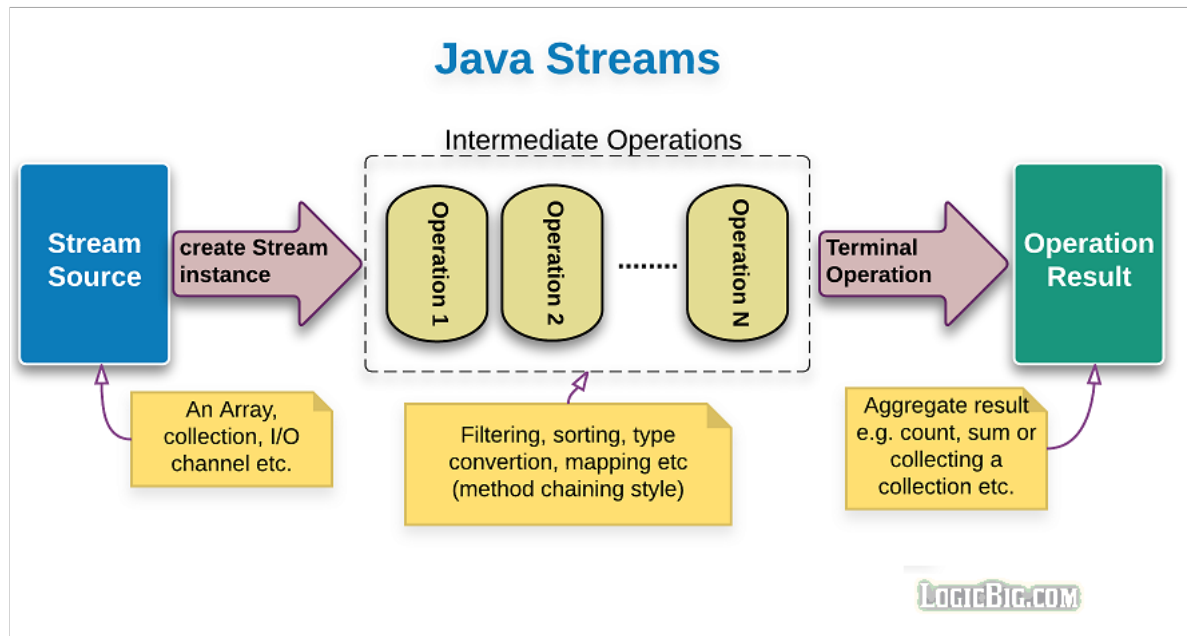 Java Streams
Intermediate Operations
Stream
Source
create Stream
instance
Operation 1
Operation 2
.........
Operation N
Terminal
Operation
Operation
Result
An Array,
collection, I/O
channel etc.
Filtering, sorting, type
convertion, mapping etc
(method chaining style)
Aggregate result
e.g. count, sum or
collecting a
collection etc.
LogicBig.com